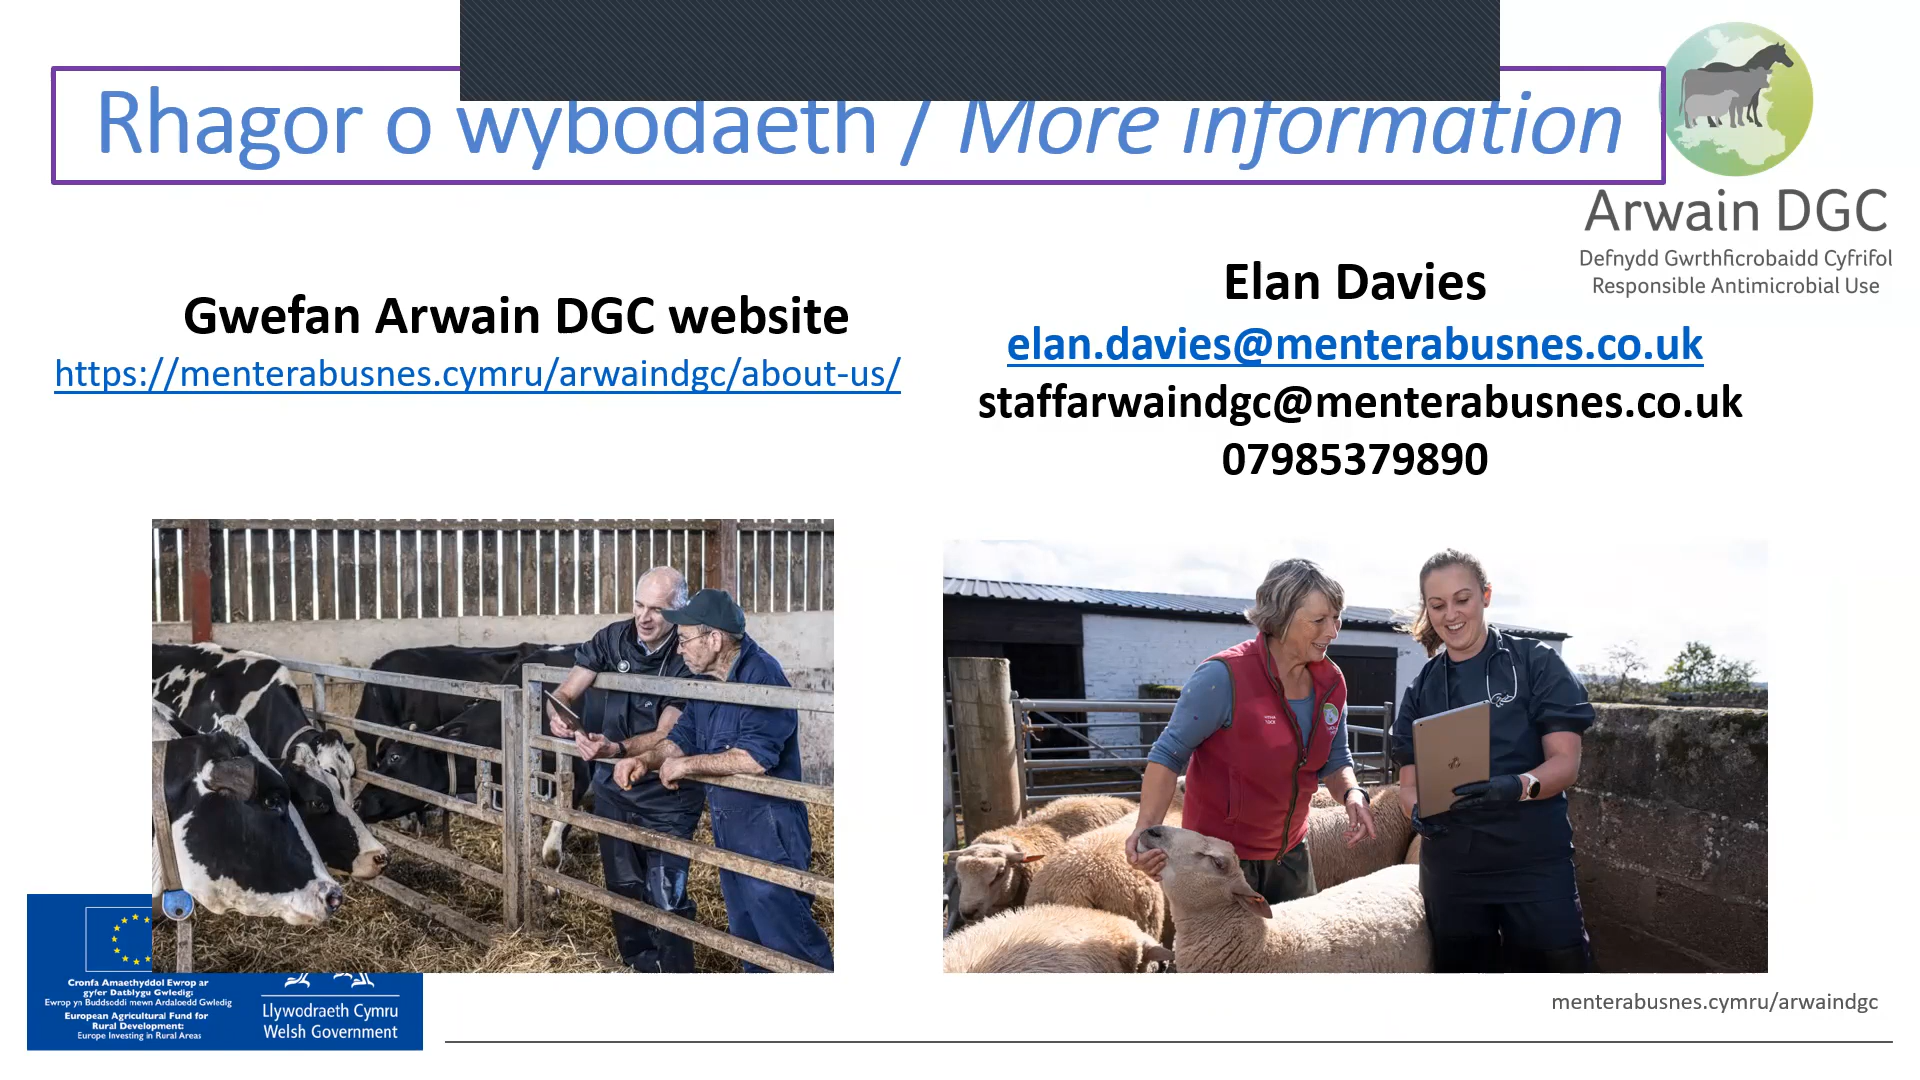 Rhagor o wybodaeth / More information
Arwain DGC
Defnydd Gwrthficrobaidd Cyfrifol
Responsible Antimicrobial Use
Gwefan Arwain DGC website
https://menterabusnes.cymru/arwaindgc/about-us/
Elan Davies
elan.davies@menterabusnes.co.uk
staffarwaindgc@menterabusnes.co.uk
07985379890
Cronfa Amaethyddol Ewrop ar
gyfer Datblygu Gwledig:
Ewrop yn Buddsoddi mewn Ardaloedd Gwledig
European Agricultural Fund for
Rural Development:
Europe Investing in Rural Areas
Llywodraeth Cymru
Welsh Government
menterabusnes.cymru/arwaindgc